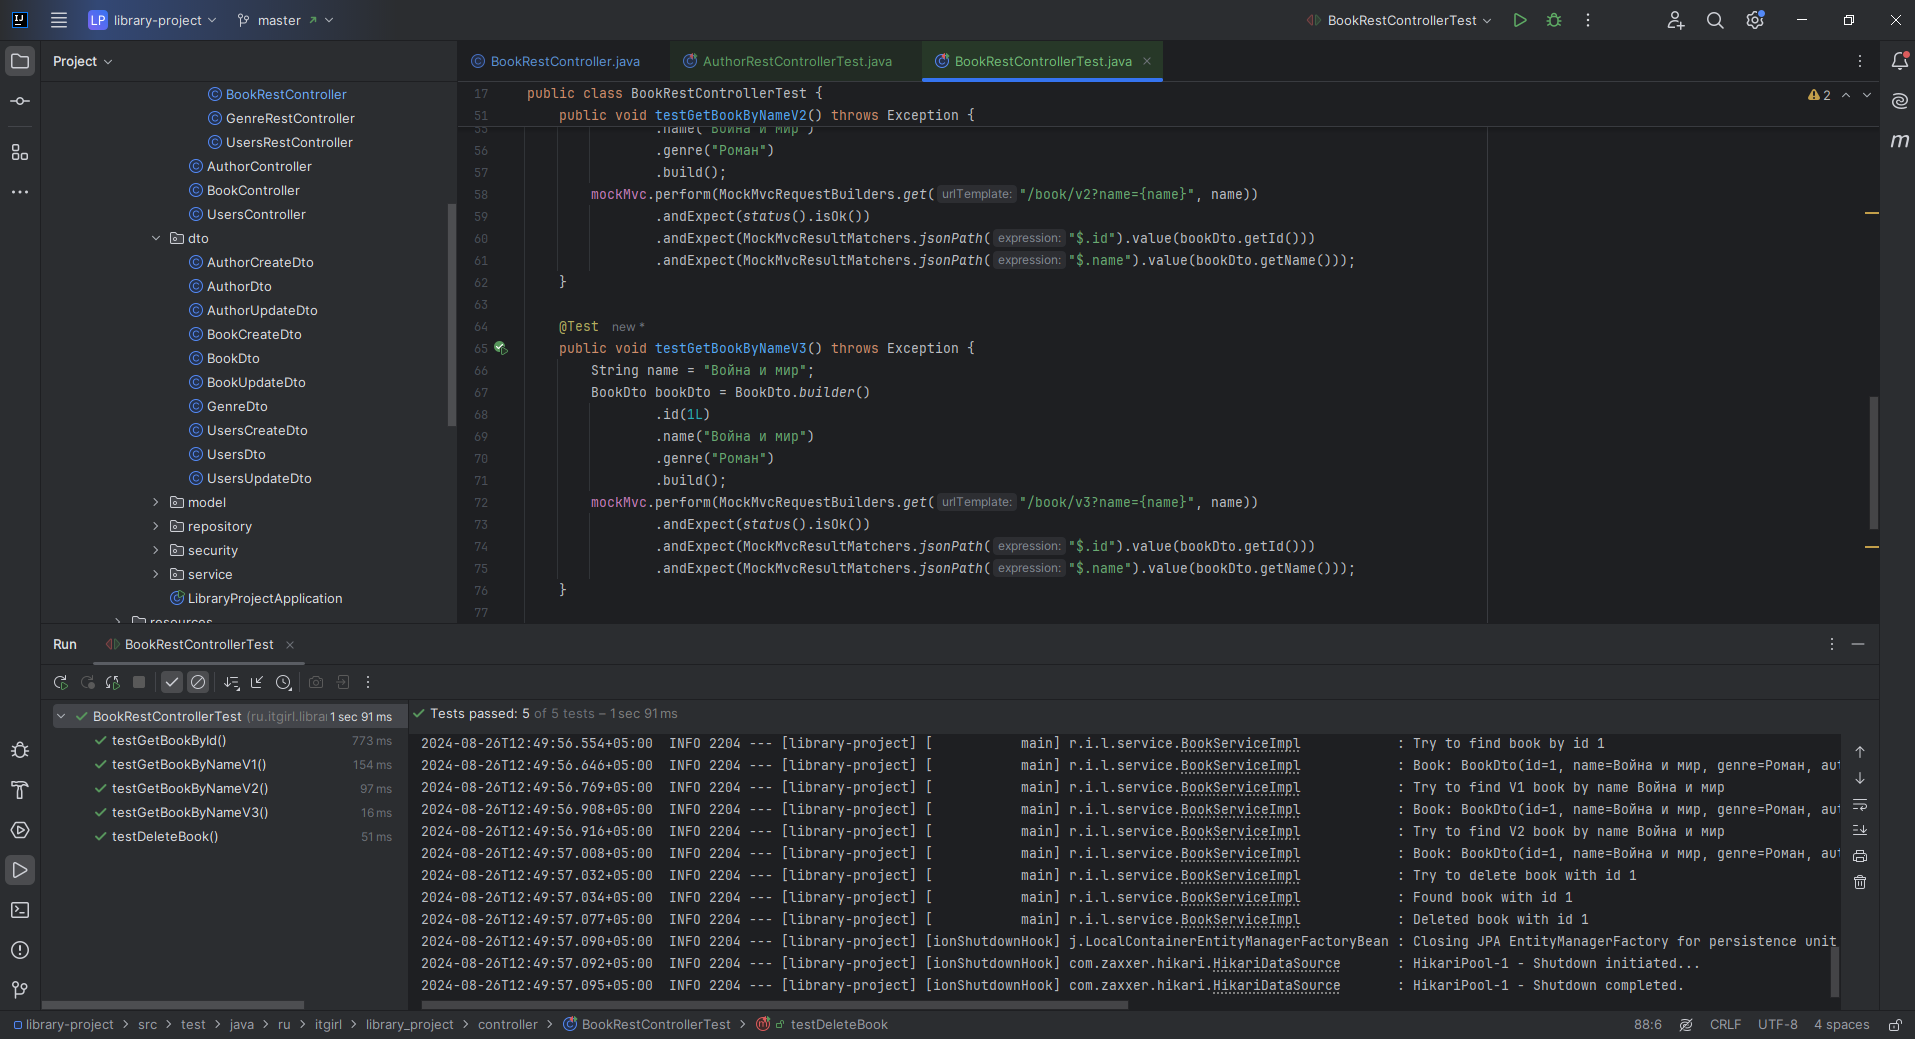 LP library-project master
BookRestControllerTest
Project
BookRestController
GenreRestController
UsersRestController
AuthorController
BookController
UsersController
dto
AuthorCreateDto
AuthorDto
AuthorUpdateDto
BookCreateDto
BookDto
BookUpdateDto
GenreDto
UsersCreateDto
UsersDto
UsersUpdateDto
model
repository
security
service
LibraryProjectApplication
resources
BookRestController.java AuthorRestControllerTest.java BookRestControllerTest.java
2
17 public class BookRestControllerTest {
51 public void testGetBookByNameV2() throws Exception {
55 .name("Война и мир")
56 .genre("Роман")
57 .build();
58 mockMvc.perform(MockMvcRequestBuilders.get( urlTemplate: "/book/v2?name={name}", name))
59 .andExpect(status().isOk())
60 .andExpect(MockMvcResultMatchers.jsonPath( expression: "$.id").value(bookDto.getId()))
61 .andExpect(MockMvcResultMatchers.jsonPath( expression: "$.name").value(bookDto.getName()));
62 }
63
64 @Test new *
65 public void testGetBookByNameV3() throws Exception {
66 String name = "Война и мир";
67 BookDto bookDto = BookDto.builder()
68 .id(1L)
69 .name("Война и мир")
70 .genre("Роман")
71 .build();
72 mockMvc.perform(MockMvcRequestBuilders.get( urlTemplate: "/book/v3?name={name}", name))
73 .andExpect(status().isOk())
74 .andExpect(MockMvcResultMatchers.jsonPath( expression: "$.id").value(bookDto.getId()))
75 .andExpect(MockMvcResultMatchers.jsonPath( expression: "$.name").value(bookDto.getName()));
76 }
77
m
Run BookRestControllerTest
BookRestControllerTest (ru.itgirl.librar 1 sec 91 ms
testGetBookById() 773 ms
testGetBookByNameV1() 154 ms
testGetBookByNameV2() 97 ms
testGetBookByNameV3() 16 ms
testDeleteBook() 51 ms
Tests passed: 5 of 5 tests – 1 sec 91 ms
2024-08-26T12:49:56.554+05:00 INFO 2204 --- [library-project] [ main] r.i.l.service.BookServiceImpl : Try to find book by id 1
2024-08-26T12:49:56.646+05:00 INFO 2204 --- [library-project] [ main] r.i.l.service.BookServiceImpl : Book: BookDto(id=1, name=Война и мир, genre=Роман, aut
2024-08-26T12:49:56.769+05:00 INFO 2204 --- [library-project] [ main] r.i.l.service.BookServiceImpl : Try to find V1 book by name Война и мир
2024-08-26T12:49:56.908+05:00 INFO 2204 --- [library-project] [ main] r.i.l.service.BookServiceImpl : Book: BookDto(id=1, name=Война и мир, genre=Роман, aut
2024-08-26T12:49:56.916+05:00 INFO 2204 --- [library-project] [ main] r.i.l.service.BookServiceImpl : Try to find V2 book by name Война и мир
2024-08-26T12:49:57.008+05:00 INFO 2204 --- [library-project] [ main] r.i.l.service.BookServiceImpl : Book: BookDto(id=1, name=Война и мир, genre=Роман, aut
2024-08-26T12:49:57.032+05:00 INFO 2204 --- [library-project] [ main] r.i.l.service.BookServiceImpl : Try to delete book with id 1
2024-08-26T12:49:57.034+05:00 INFO 2204 --- [library-project] [ main] r.i.l.service.BookServiceImpl : Found book with id 1
2024-08-26T12:49:57.077+05:00 INFO 2204 --- [library-project] [ main] r.i.l.service.BookServiceImpl : Deleted book with id 1
2024-08-26T12:49:57.090+05:00 INFO 2204 --- [library-project] [ionShutdownHook] j.LocalContainerEntityManagerFactoryBean : Closing JPA EntityManagerFactory for persistence unit
2024-08-26T12:49:57.092+05:00 INFO 2204 --- [library-project] [ionShutdownHook] com.zaxxer.hikari.HikariDataSource : HikariPool-1 - Shutdown initiated...
2024-08-26T12:49:57.095+05:00 INFO 2204 --- [library-project] [ionShutdownHook] com.zaxxer.hikari.HikariDataSource : HikariPool-1 - Shutdown completed.
library-project > src > test > java > ru > itgirl > library_project > controller > BookRestControllerTest > testDeleteBook 88:6 CRLF UTF-8 4 spaces